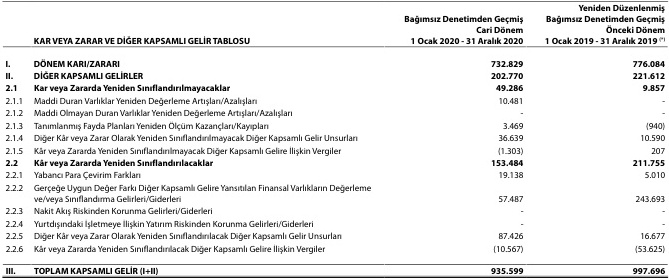 Yeniden Düzenlenmiş
Bağımsız Denetimden Geçmiş Bağımsız Denetimden Geçmiş
Cari Dönem Önceki Dönem
KAR VEYA ZARAR VE DİĞER KAPSAMLI GELİR TABLOSU 1 Ocak 2020 - 31 Aralık 2020 1 Ocak 2019 - 31 Aralık 2019 (*)
I. DÖNEM KARI/ZARARI 732.829 776.084
II. DİĞER KAPSAMLI GELİRLER 202.770 221.612
2.1 Kar veya Zararda Yeniden Sınıflandırılmayacaklar 49.286 9.857
2.1.1 Maddi Duran Varlıklar Yeniden Değerleme Artışları/Azalışları 10.481 -
2.1.2 Maddi Olmayan Duran Varlıklar Yeniden Değerleme Artışları/Azalışları - -
2.1.3 Tanımlanmış Fayda Planları Yeniden Ölçüm Kazançları/Kayıpları 3.469 (940)
2.1.4 Diğer Kâr veya Zarar Olarak Yeniden Sınıflandırılmayacak Diğer Kapsamlı Gelir Unsurları 36.639 10.590
2.1.5 Kâr veya Zararda Yeniden Sınıflandırılmayacak Diğer Kapsamlı Gelire İlişkin Vergiler (1.303) 207
2.2 Kâr veya Zararda Yeniden Sınıflandırılacaklar 153.484 211.755
2.2.1 Yabancı Para Çevirim Farkları 19.138 5.010
2.2.2 Gerçeğe Uygun Değer Farkı Diğer Kapsamlı Gelire Yansıtılan Finansal Varlıkların Değerleme
ve/veya Sınıflandırma Gelirleri/Giderleri 57.487 243.693
2.2.3 Nakit Akış Riskinden Korunma Gelirleri/Giderleri - -
2.2.4 Yurtdışındaki İşletmeye İlişkin Yatırım Riskinden Korunma Gelirleri/Giderleri - -
2.2.5 Diğer Kâr veya Zarar Olarak Yeniden Sınıflandırılacak Diğer Kapsamlı Gelir Unsurları 87.426 16.677
2.2.6 Kâr veya Zararda Yeniden Sınıflandırılacak Diğer Kapsamlı Gelire İlişkin Vergiler (10.567) (53.625)
III. TOPLAM KAPSAMLI GELİR (I+II) 935.599 997.696